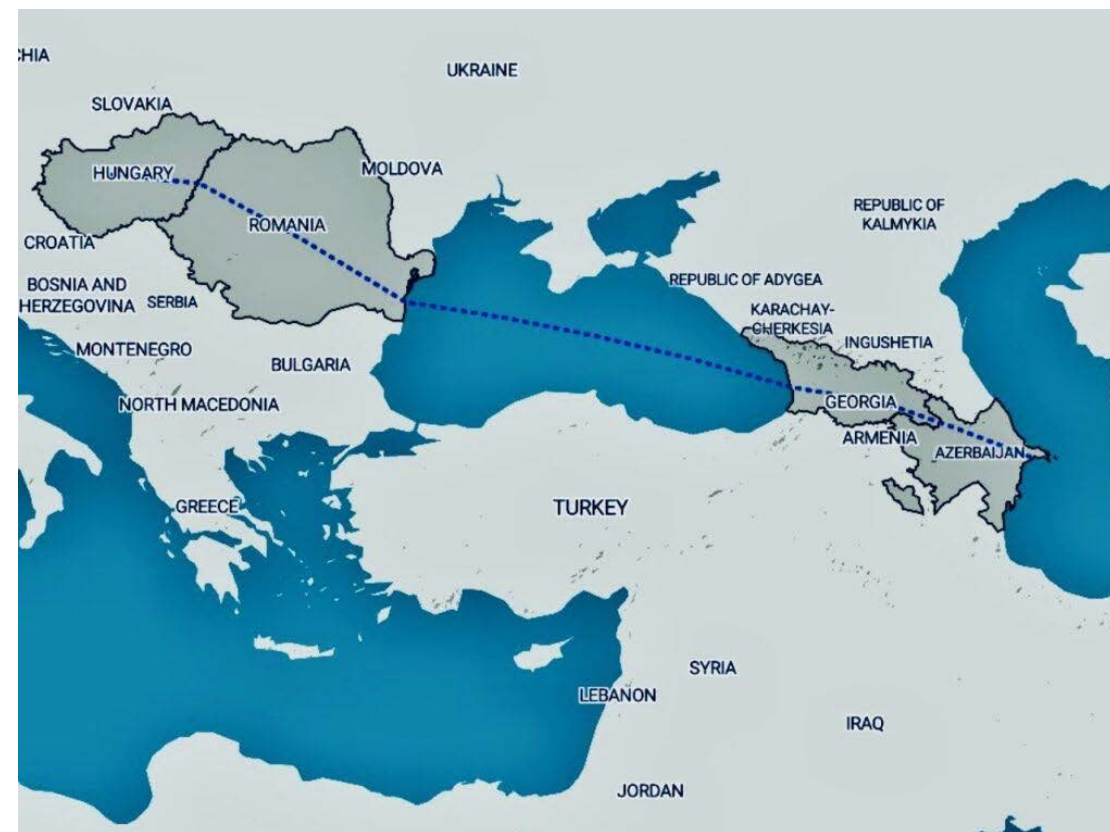 CHIA
UKRAINE
SLOVAKIA
HUNGARY
MOLDOVA
ROMANIA
REPUBLIC OF
KALMYKIA
CROATIA
REPUBLIC OF ADYGEA
BOSNIA AND
HERZEGOVINA
SERBIA
KARACHAY-
CHERKESIA
INGUSHETIA
MONTENEGRO
BULGARIA
NORTH MACEDONIA
GEORGIA
ARMENIA
AZERBAIJAN
GREECE
TURKEY
SYRIA
LEBANON
IRAQ
JORDAN